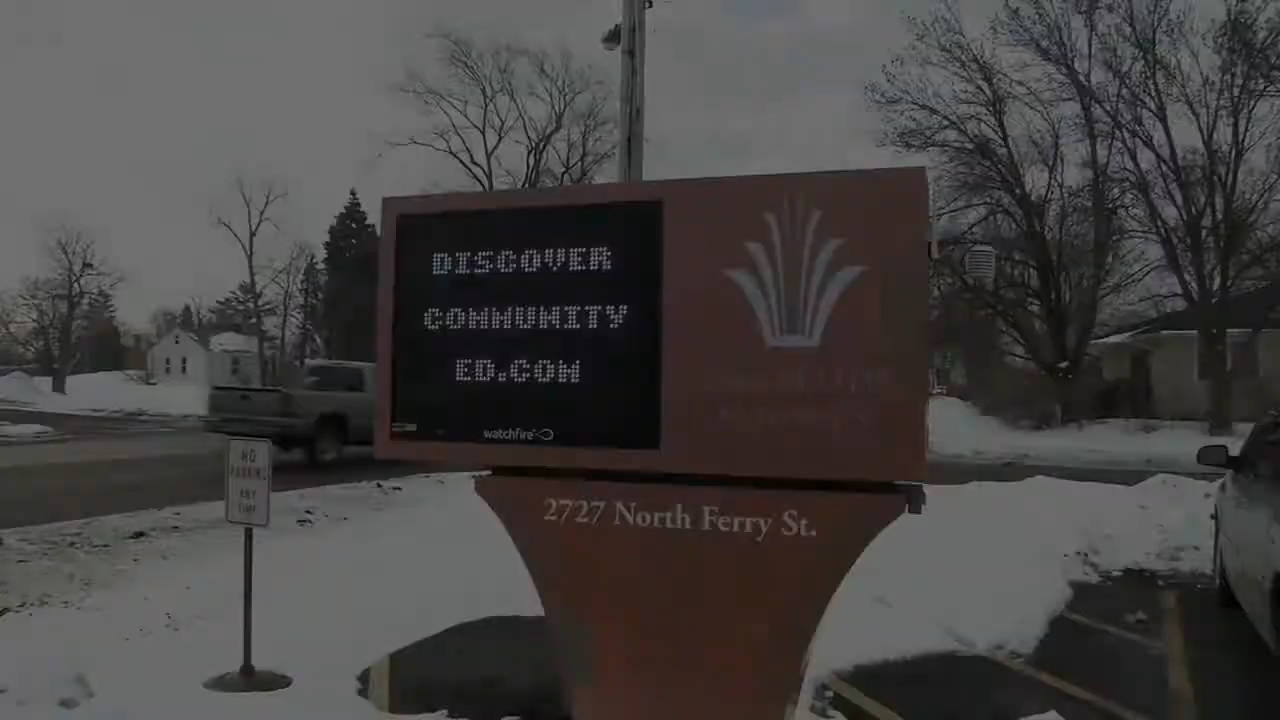 DISCOVER
COMMUNITY
ED.COM
watchfire
2727 North Ferry St.
NO
PARKING
ANY
TIME